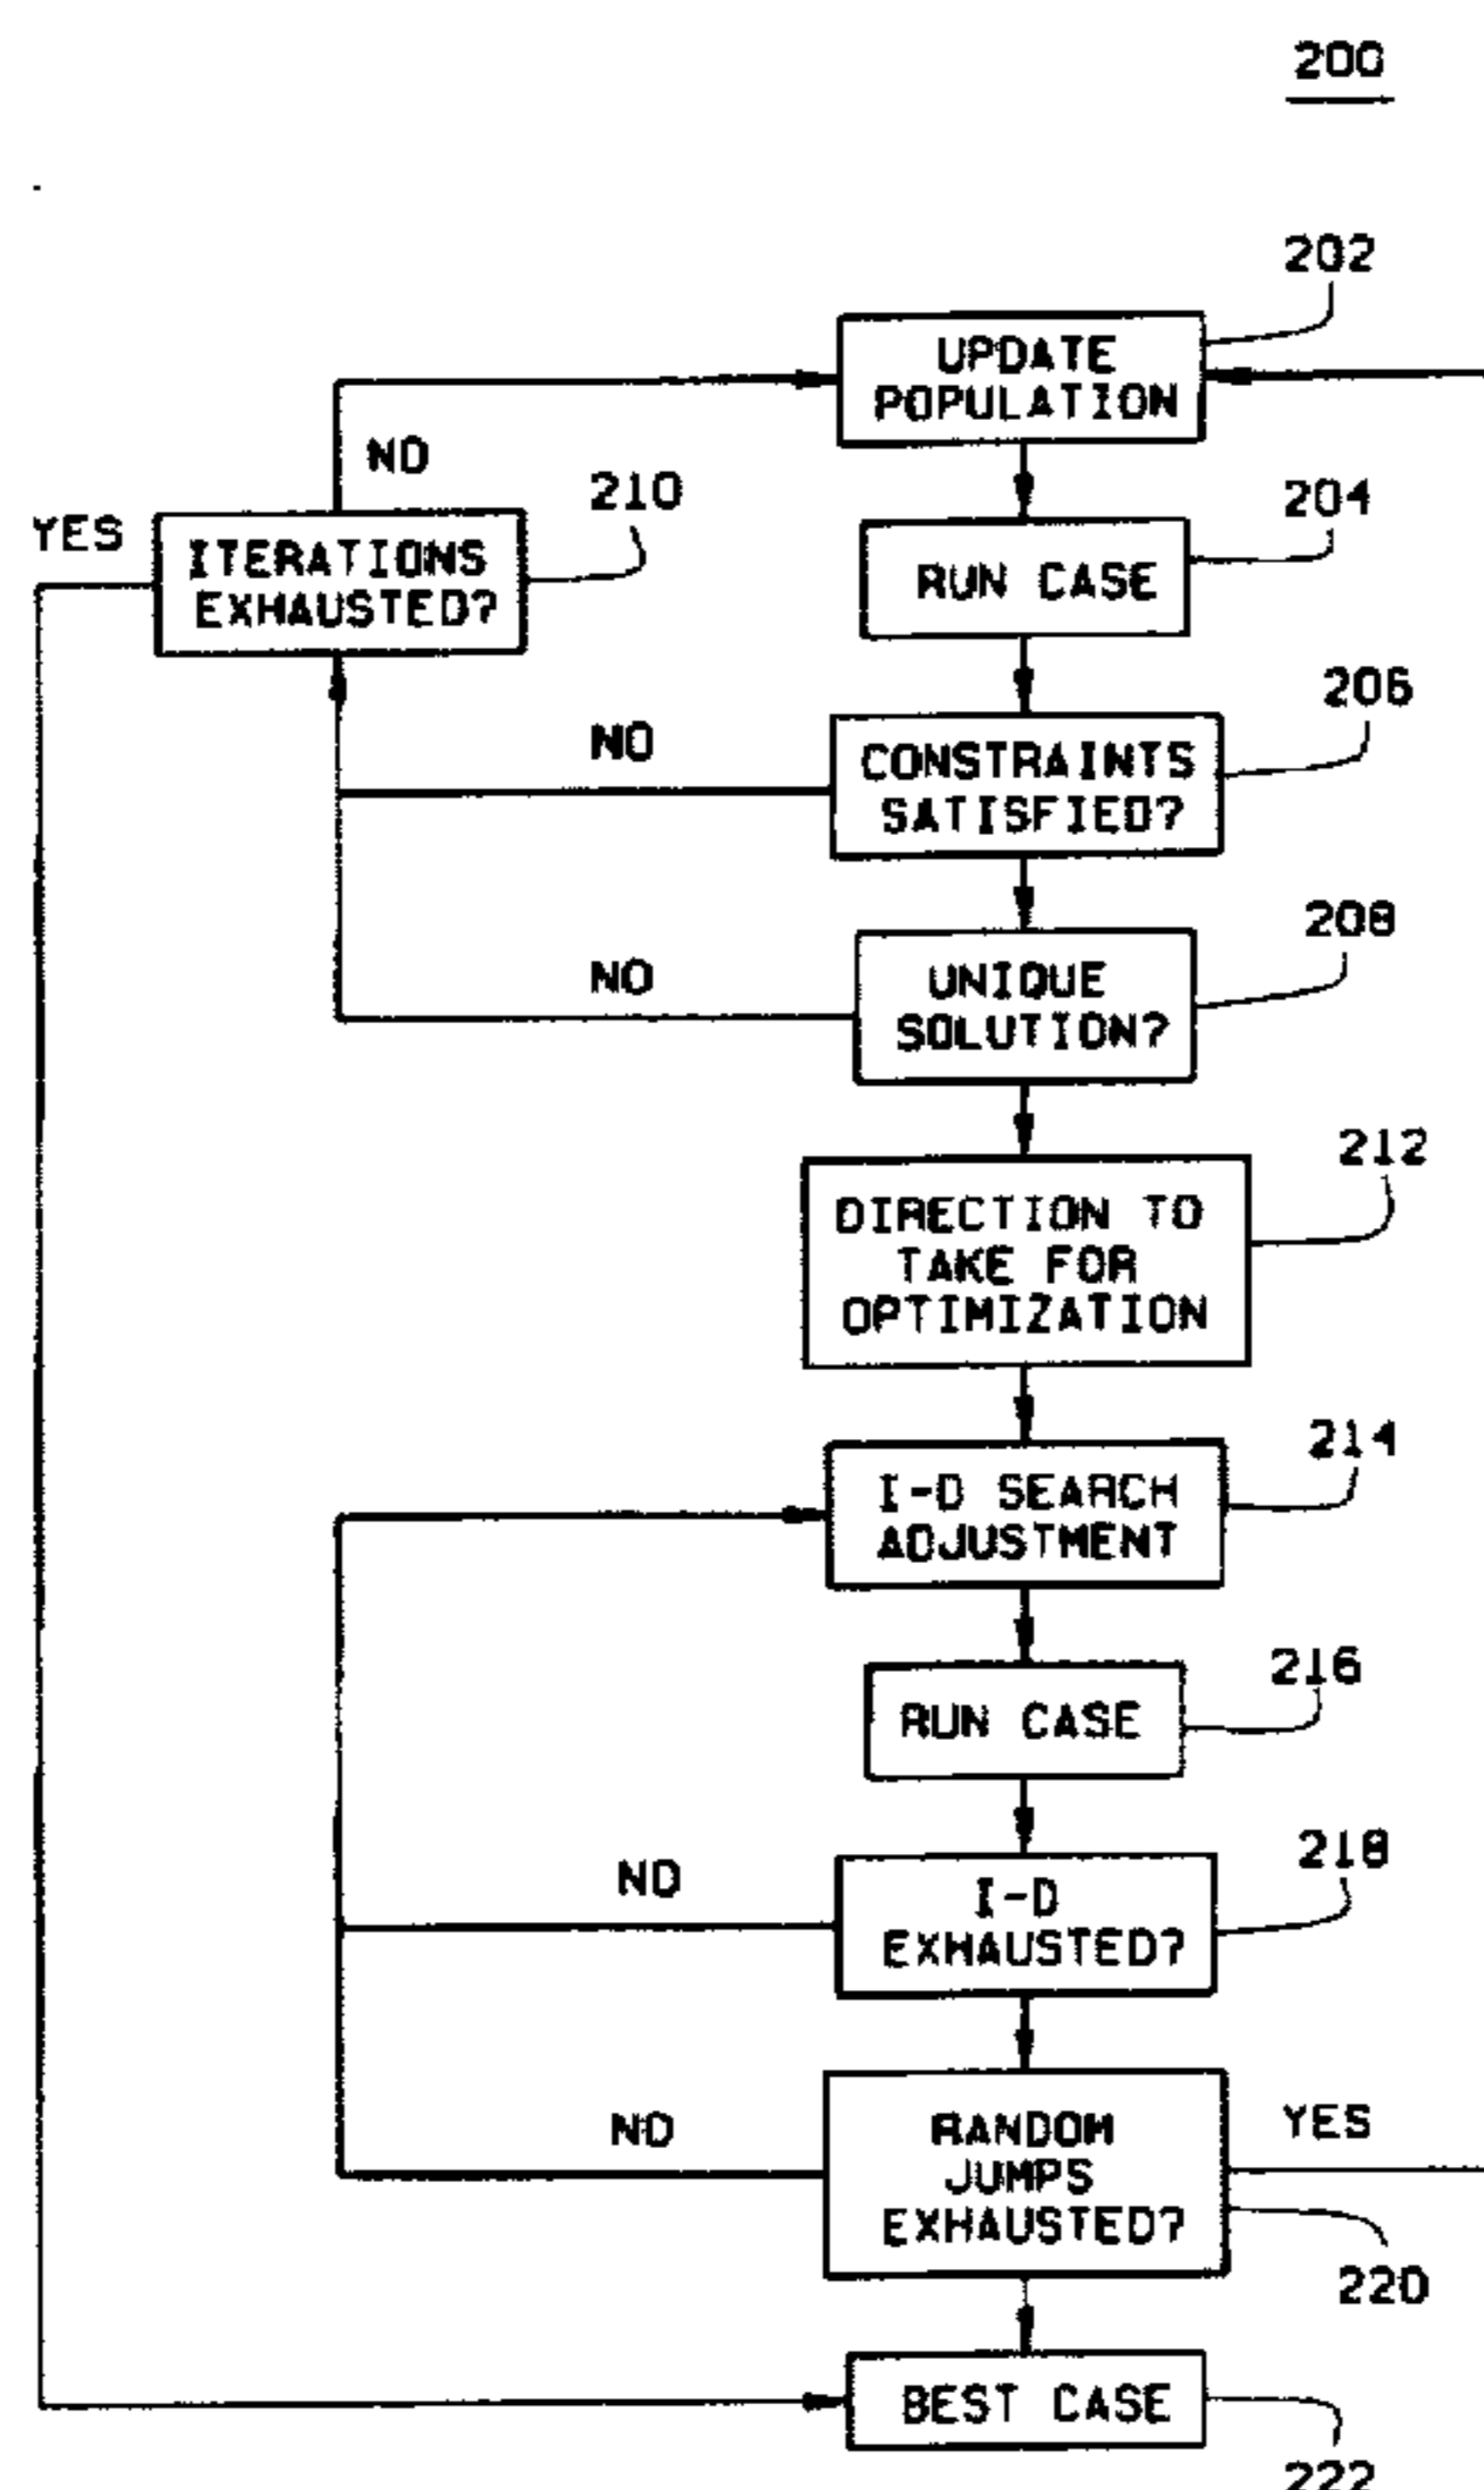 200
202
UPDATE
POPULATION
NO
210
204
YES
ITERATIONS
EXHAUSTED?
RUN CASE
206
NO
CONSTRAINTS
SATISFIED?
208
NO
UNIQUE
SOLUTION?
212
DIRECTION TO
TAKE FOR
OPTIMIZATION
214
I-D SEARCH
ADJUSTMENT
216
RUN CASE
218
NO
I-D
EXHAUSTED?
NO
RANDOM
JUMPS
EXHAUSTED?
YES
220
BEST CASE
222